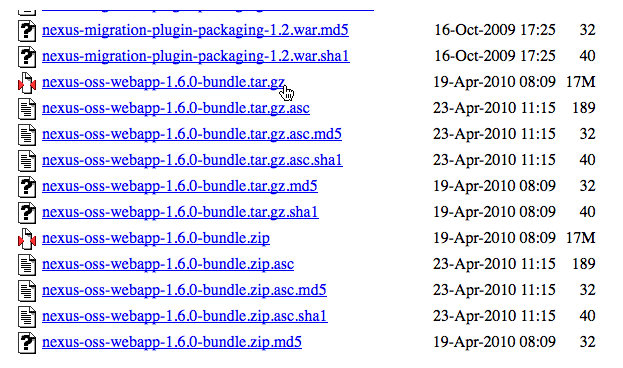 nexus-migration-plugin-packaging-1.2.war.md5 16-Oct-2009 17:25 32
nexus-migration-plugin-packaging-1.2.war.sha1 16-Oct-2009 17:25 40
nexus-oss-webapp-1.6.0-bundle.tar.gz 19-Apr-2010 08:09 17M
nexus-oss-webapp-1.6.0-bundle.tar.gz.asc 23-Apr-2010 11:15 189
nexus-oss-webapp-1.6.0-bundle.tar.gz.asc.md5 23-Apr-2010 11:15 32
nexus-oss-webapp-1.6.0-bundle.tar.gz.asc.sha1 23-Apr-2010 11:15 40
nexus-oss-webapp-1.6.0-bundle.tar.gz.md5 19-Apr-2010 08:09 32
nexus-oss-webapp-1.6.0-bundle.tar.gz.sha1 19-Apr-2010 08:09 40
nexus-oss-webapp-1.6.0-bundle.zip 19-Apr-2010 08:09 17M
nexus-oss-webapp-1.6.0-bundle.zip.asc 23-Apr-2010 11:15 189
nexus-oss-webapp-1.6.0-bundle.zip.asc.md5 23-Apr-2010 11:15 32
nexus-oss-webapp-1.6.0-bundle.zip.asc.sha1 23-Apr-2010 11:15 40
nexus-oss-webapp-1.6.0-bundle.zip.md5 19-Apr-2010 08:09 32